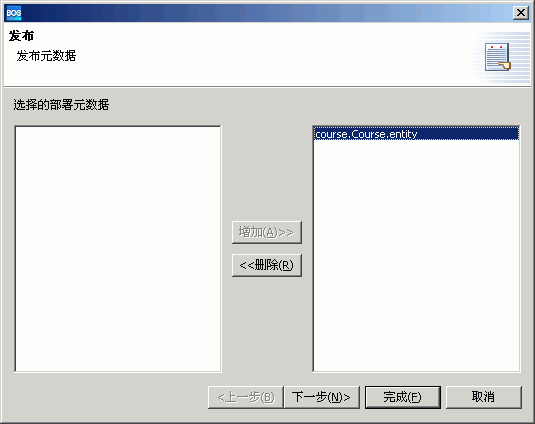 BOS
发布
发布元数据
选择的部署元数据
course.Course.entity
增加(A)>>
<<删除(R)
<上一步(B)
下一步(N)>
完成(F)
取消